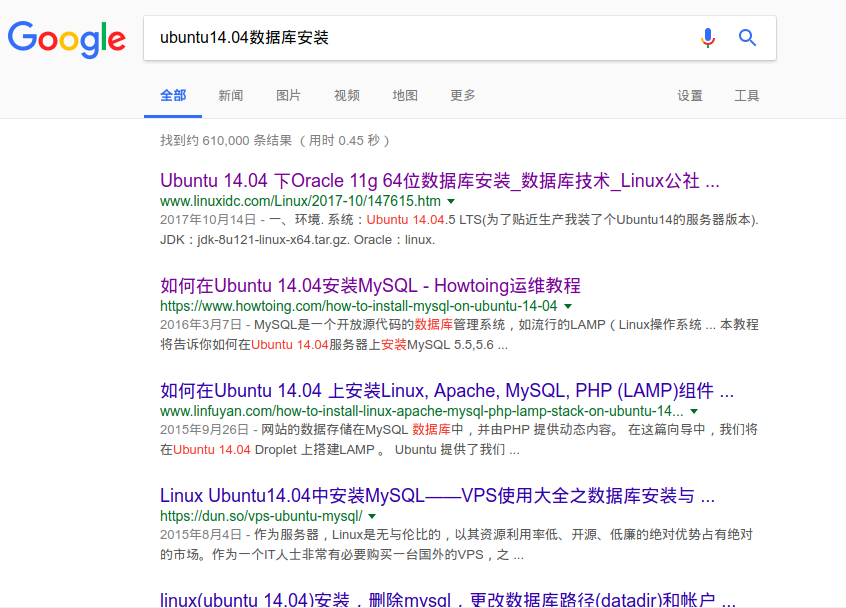 Google
ubuntu14.04数据库安装
全部 新闻 图片 视频 地图 更多 设置 工具
找到约 610,000 条结果 （用时 0.45 秒）
Ubuntu 14.04 下Oracle 11g 64位数据库安装_数据库技术_Linux公社 ...
www.linuxidc.com/Linux/2017-10/147615.htm
2017年10月14日 - 一、环境. 系统：Ubuntu 14.04.5 LTS(为了贴近生产我装了个Ubuntu14的服务器版本).
JDK：jdk-8u121-linux-x64.tar.gz. Oracle：linux.
如何在Ubuntu 14.04安装MySQL - Howtoing运维教程
https://www.howtoing.com/how-to-install-mysql-on-ubuntu-14-04
2016年3月7日 - MySQL是一个开放源代码的数据库管理系统，如流行的LAMP（Linux操作系统 ... 本教程
将告诉你如何在Ubuntu 14.04服务器上安装MySQL 5.5,5.6 ...
如何在Ubuntu 14.04 上安装Linux, Apache, MySQL, PHP (LAMP)组件 ...
www.linfuyan.com/how-to-install-linux-apache-mysql-php-lamp-stack-on-ubuntu-14...
2015年9月26日 - 网站的数据存储在MySQL 数据库中，并由PHP 提供动态内容。 在这篇向导中，我们将
在Ubuntu 14.04 Droplet 上搭建LAMP 。 Ubuntu 提供了我们 ...
Linux Ubuntu14.04中安装MySQL——VPS使用大全之数据库安装与 ...
https://dun.so/vps-ubuntu-mysql/
2015年8月4日 - 作为服务器，Linux是无与伦比的，以其资源利用率低、开源、低廉的绝对优势占有绝对
的市场。作为一个IT人士非常有必要购买一台国外的VPS，之 ...
linux(ubuntu 14.04)安装，删除mysql，更改数据库路径(datadir)和帐户 ...